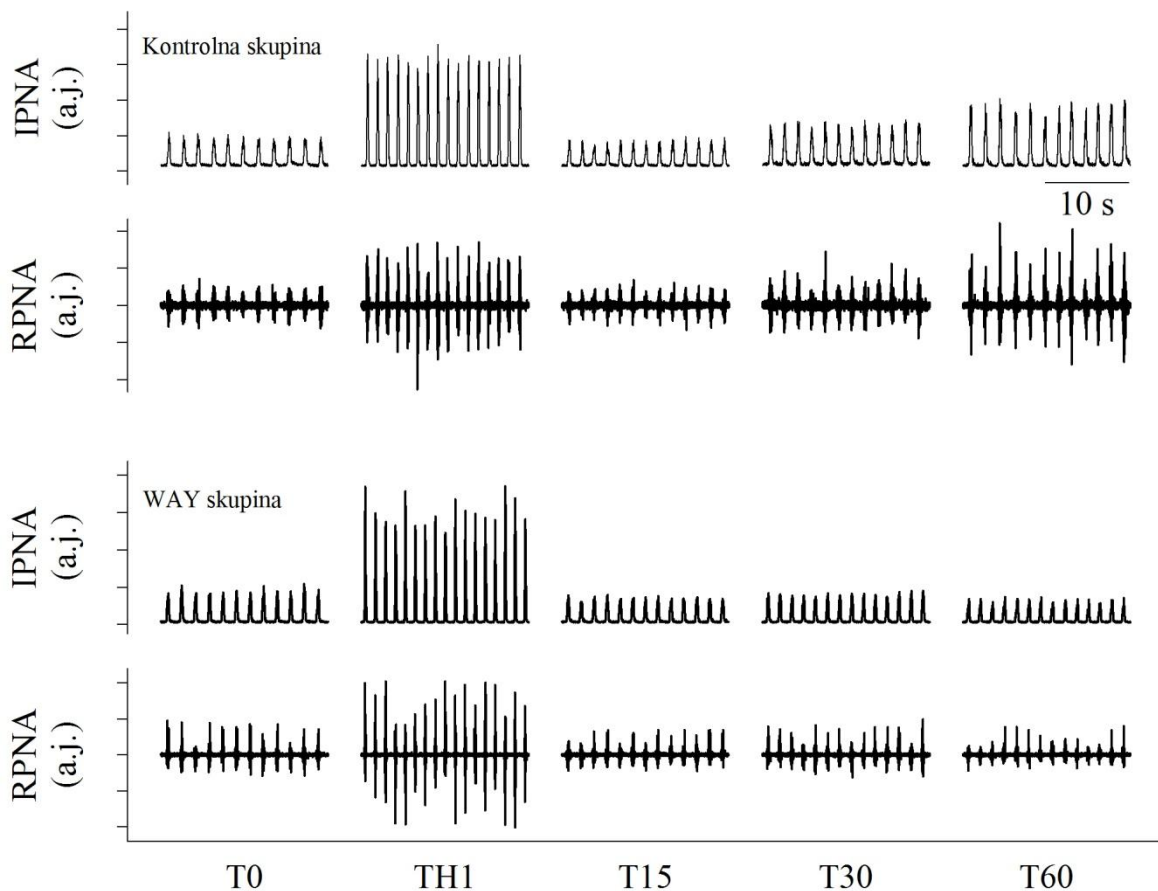 IPNA
(a.j.)
Kontrolna skupina
10 s
RPNA
(a.j.)
IPNA
(a.j.)
WAY skupina
RPNA
(a.j.)
T0 TH1 T15 T30 T60